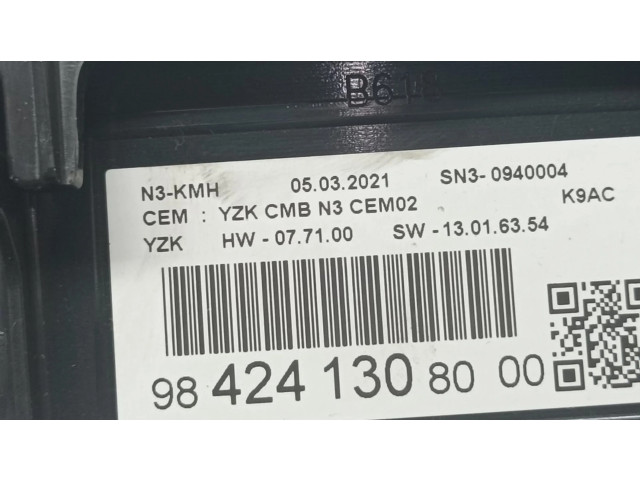 N3-KMH 05.03.2021 SN3- 0940004
CEM : YZK CMB N3 CEM02 K9AC
YZK HW - 07.71.00 SW - 13.01.63.54
98 424 130 80 00